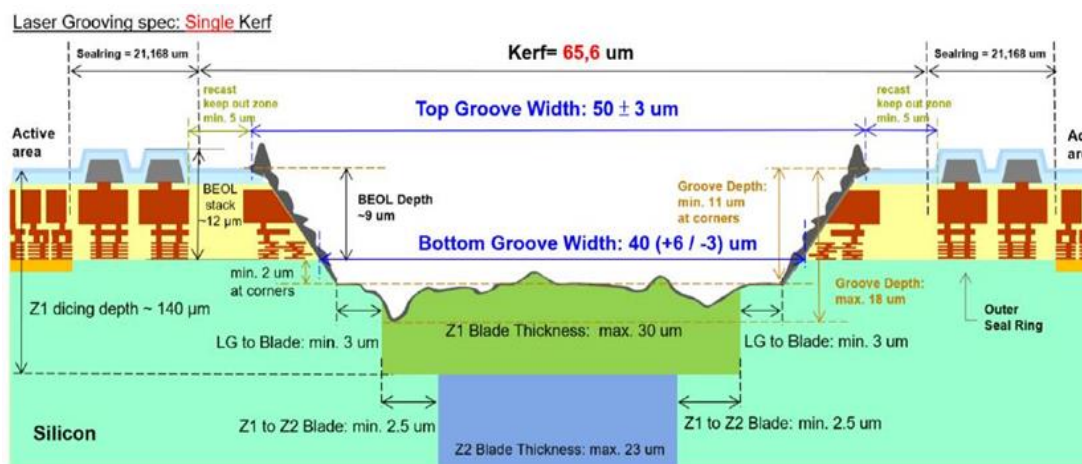 Laser Grooving spec: Single Kerf
Sealring = 21,168 um
Kerf= 65,6 um
Sealring = 21,168 um
recast
keep out zone
min. 5 um
Top Groove Width: 50 ± 3 um
recast
keep out zone
min. 5 um
Active
area
Act
are
BEOL
stack
~12 µm
BEOL Depth
~9 um
Groove Depth:
min. 11 um
at corners
Bottom Groove Width: 40 (+6 / -3) um
min. 2 um
at corners
Groove Depth:
max. 18 um
Z1 dicing depth ~ 140 µm
Outer
Seal Ring
Z1 Blade Thickness: max. 30 um
LG to Blade: min. 3 um
LG to Blade: min. 3 um
Z1 to Z2 Blade: min. 2.5 um
Z1 to Z2 Blade: min. 2.5 um
Silicon
Z2 Blade Thickness: max. 23 um